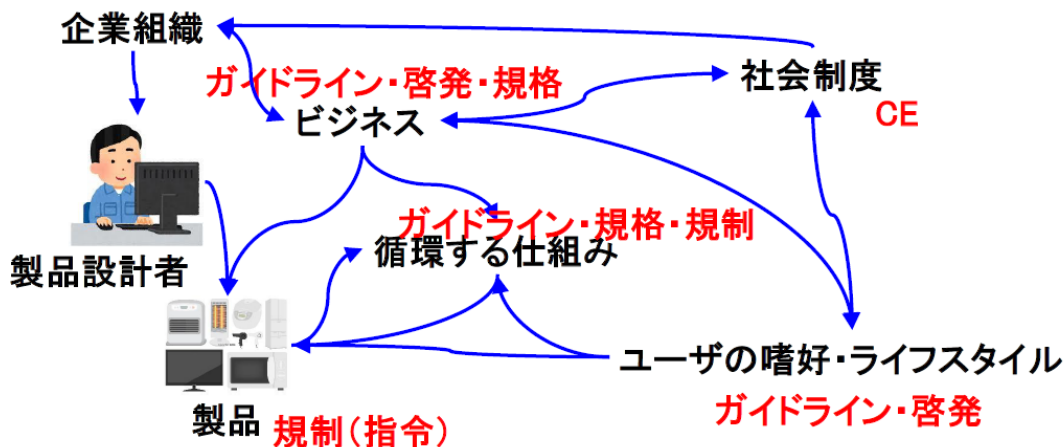 企業組織
ガイドライン・啓発・規格
ビジネス
社会制度
CE
製品設計者
ガイドライン・規格・規制
循環する仕組み
ユーザの嗜好・ライフスタイル
ガイドライン・啓発
製品
規制(指令)